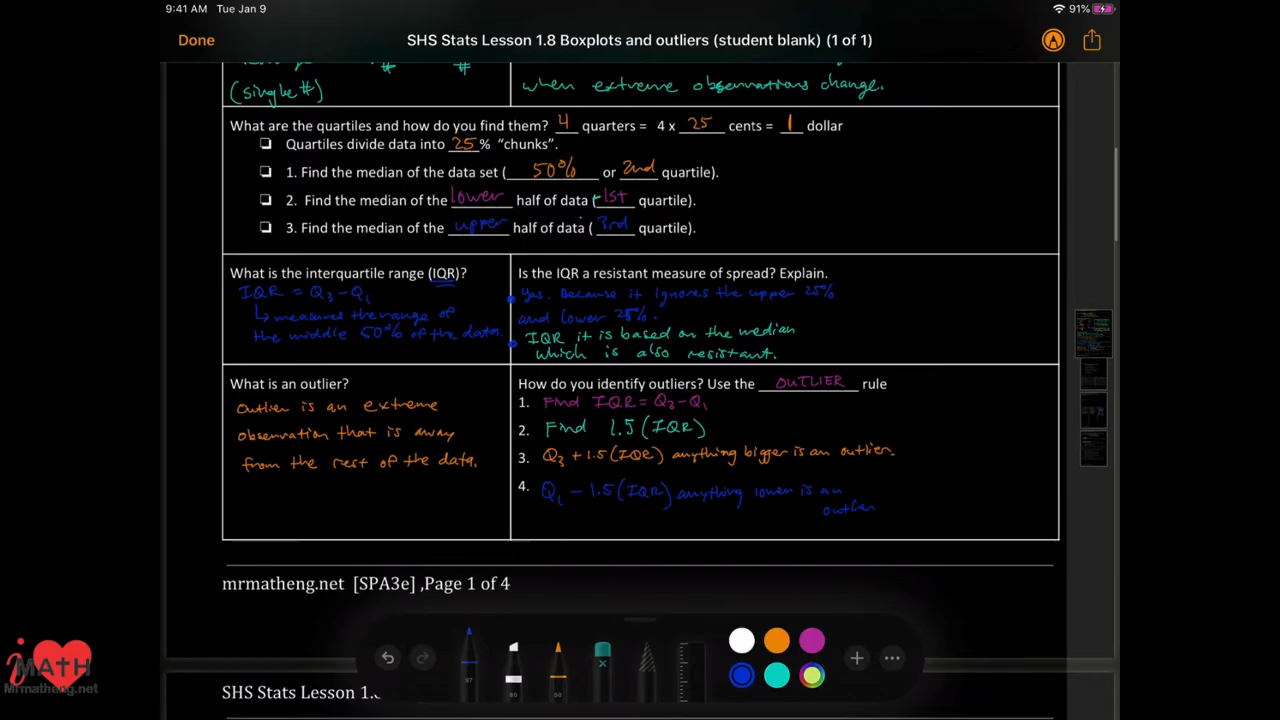 9:41 AM Tue Jan 9
91%
Done
SHS Stats Lesson 1.8 Boxplots and outliers (student blank) (1 of 1)
# #
(single #)
when extreme observations change.
What are the quartiles and how do you find them? 4 quarters = 4 x 25 cents = 1 dollar
Quartiles divide data into 25 % “chunks”.
1. Find the median of the data set ( 50% or 2nd quartile).
2. Find the median of the lower half of data ( 1st quartile).
3. Find the median of the upper half of data ( 3rd quartile).
What is the interquartile range (IQR)?
IQR = Q3 - Q1
↳ measures the range of
the middle 50% of the data.
Is the IQR a resistant measure of spread? Explain.
Yes. Because it ignores the upper 25%
and lower 25%.
IQR it is based on the median
which is also resistant.
What is an outlier?
Outlier is an extreme
observation that is away
from the rest of the data.
How do you identify outliers? Use the OUTLIER rule
1. Find IQR = Q3 - Q1
2. Find 1.5(IQR)
3. Q3 + 1.5(IQR) anything bigger is an outlier.
4. Q1 - 1.5(IQR) anything lower is an
outlier
mrmatheng.net [SPA3e] ,Page 1 of 4
97
80
50
i MATH
Mrmatheng.net
SHS Stats Lesson 1.